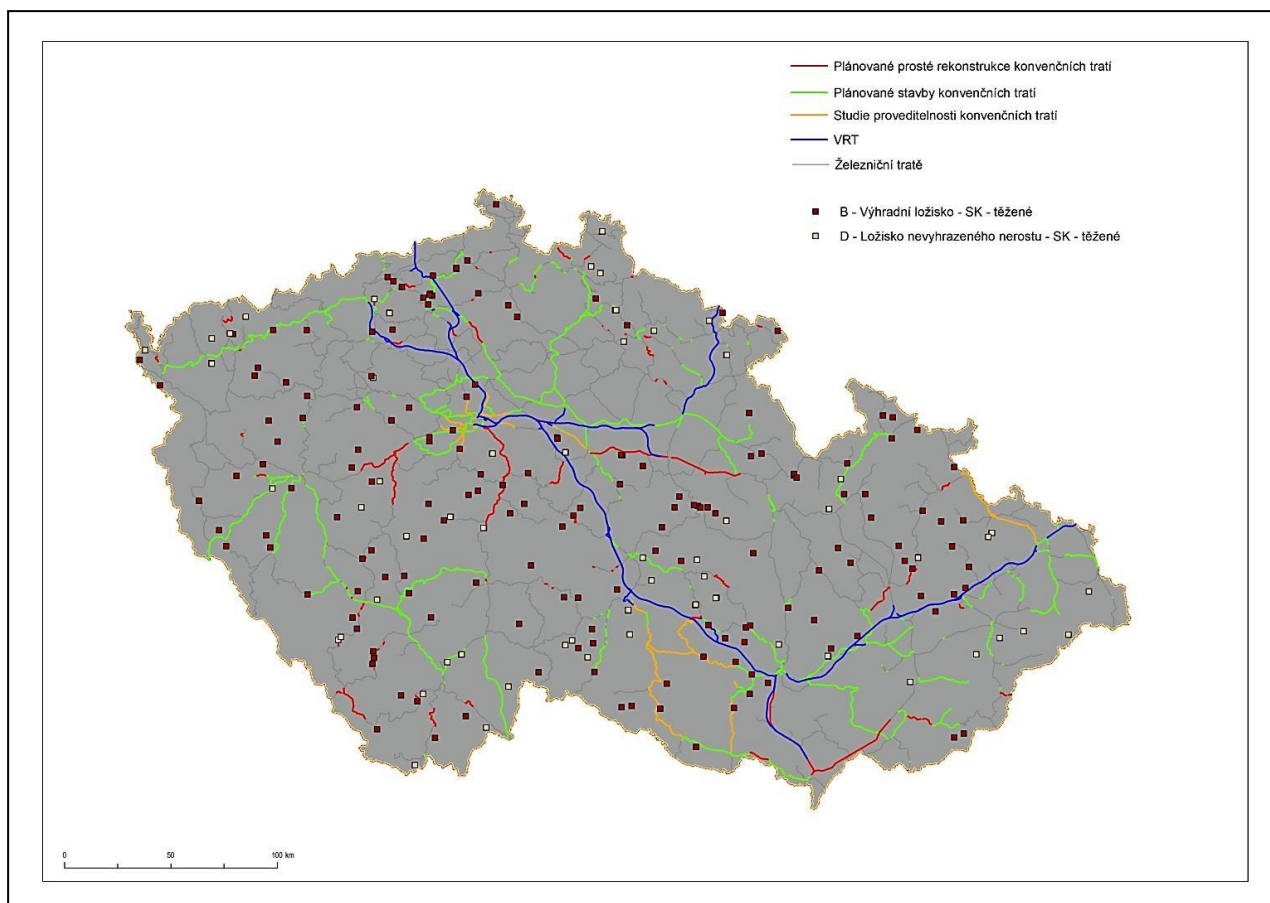 Plánované prosté rekonstrukce konvenčních tratí
Plánované stavby konvenčních tratí
Studie proveditelnosti konvenčních tratí
VRT
Železniční tratě
B - Výhradní ložisko - SK - těžené
D - Ložisko nevyhrazeného nerostu - SK - těžené
0 50 100 km